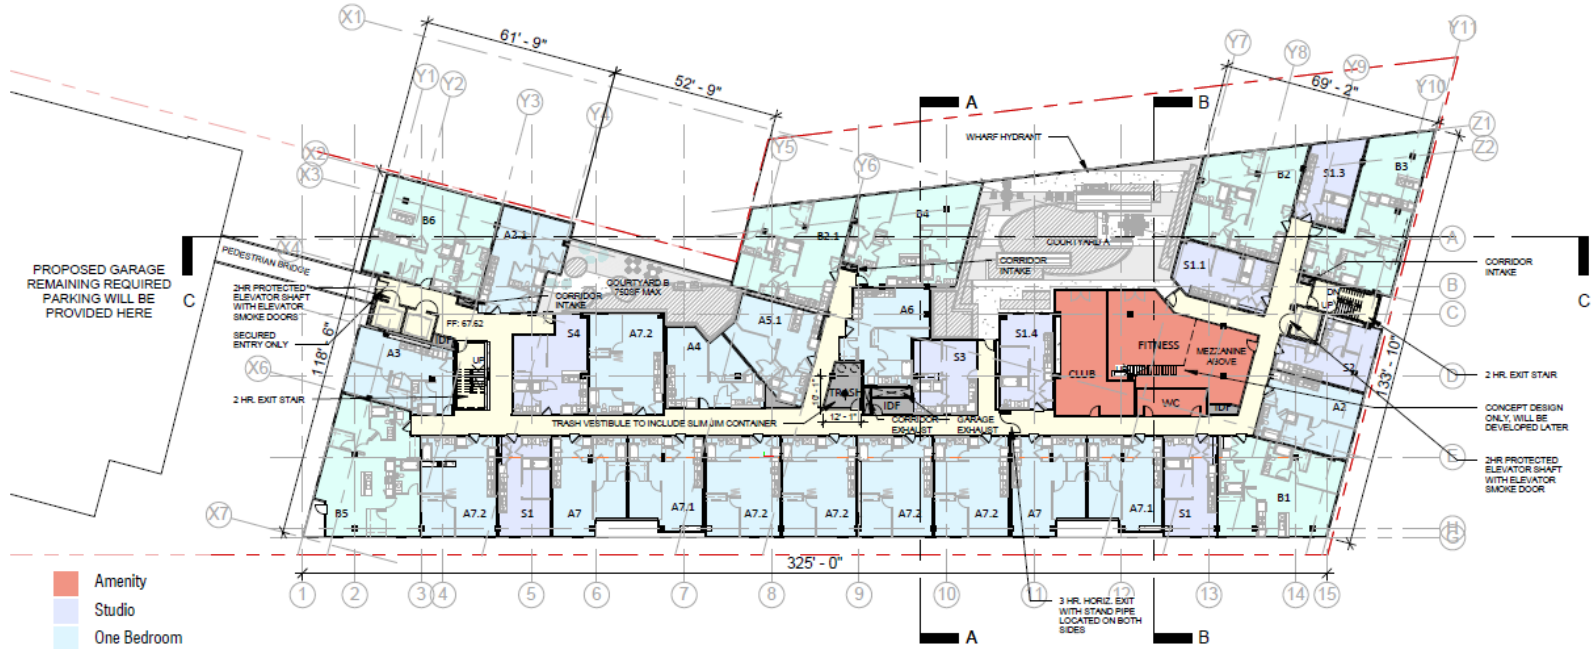 X1
61' - 9"
52' - 9"
Y1
Y2
Y3
Y4
Y5
Y6
Y7
Y8
Y9
Y10
Y11
69' - 2"
Z1
Z2
A
B
WHARF HYDRANT
X2
X3
X4
B6
A2.1
B2.1
B4
B2
S1.3
B3
COURTYARD A
A
PEDESTRIAN BRIDGE
PROPOSED GARAGE
REMAINING REQUIRED
PARKING WILL BE
PROVIDED HERE
C
2HR PROTECTED
ELEVATOR SHAFT
WITH ELEVATOR
SMOKE DOORS
SECURED
ENTRY ONLY
CORRIDOR
INTAKE
COURTYARD B
750SF MAX
CORRIDOR
INTAKE
S1.1
CORRIDOR
INTAKE
B
C
C
DN
UP
FF: 67.62
IDF
118' - 6"
A3
UP
S4
A7.2
A4
A5.1
A6
S3
S1.4
CLUB
FITNESS
MEZZANINE
ABOVE
WC
IDF
S2
A2
133' - 10"
D
X6
2 HR. EXIT STAIR
2 HR. EXIT STAIR
TRASH
IDF
12' - 1"
TRASH VESTIBULE TO INCLUDE SLIM JIM CONTAINER
CORRIDOR
EXHAUST
GARAGE
EXHAUST
CONCEPT DESIGN
ONLY, WILL BE
DEVELOPED LATER
2HR PROTECTED
ELEVATOR SHAFT
WITH ELEVATOR
SMOKE DOOR
X7
B5
A7.2
S1
A7
A7.1
A7.2
A7.2
A7.2
A7.2
A7
A7.1
S1
B1
H
325' - 0"
1
2
3
4
5
6
7
8
9
10
11
12
13
14
15
3 HR. HORIZ. EXIT
WITH STAND PIPE
LOCATED ON BOTH
SIDES
A
B
Amenity
Studio
One Bedroom